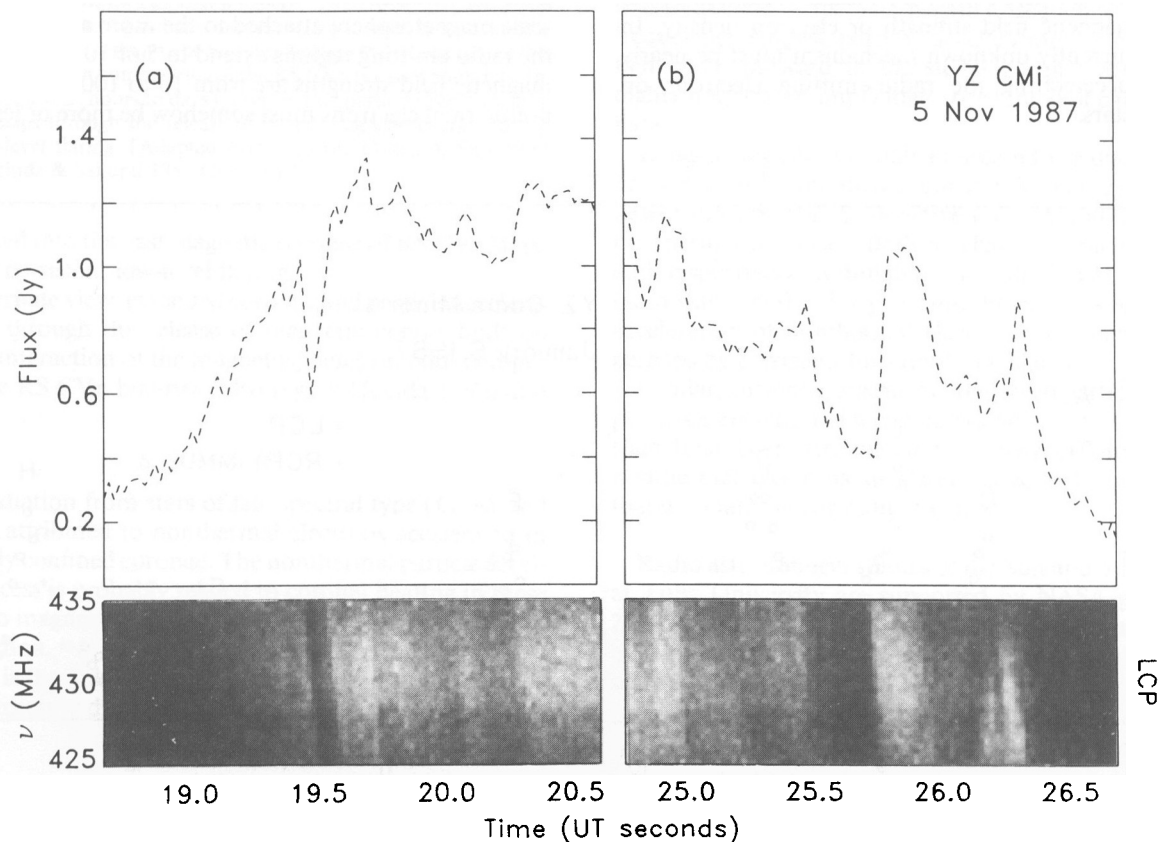 (a)
(b)
YZ CMi
5 Nov 1987
Flux (Jy)
1.4
1.0
0.6
0.2
ν (MHz)
435
430
425
LCP
19.0 19.5 20.0 20.5 25.0 25.5 26.0 26.5
Time (UT seconds)